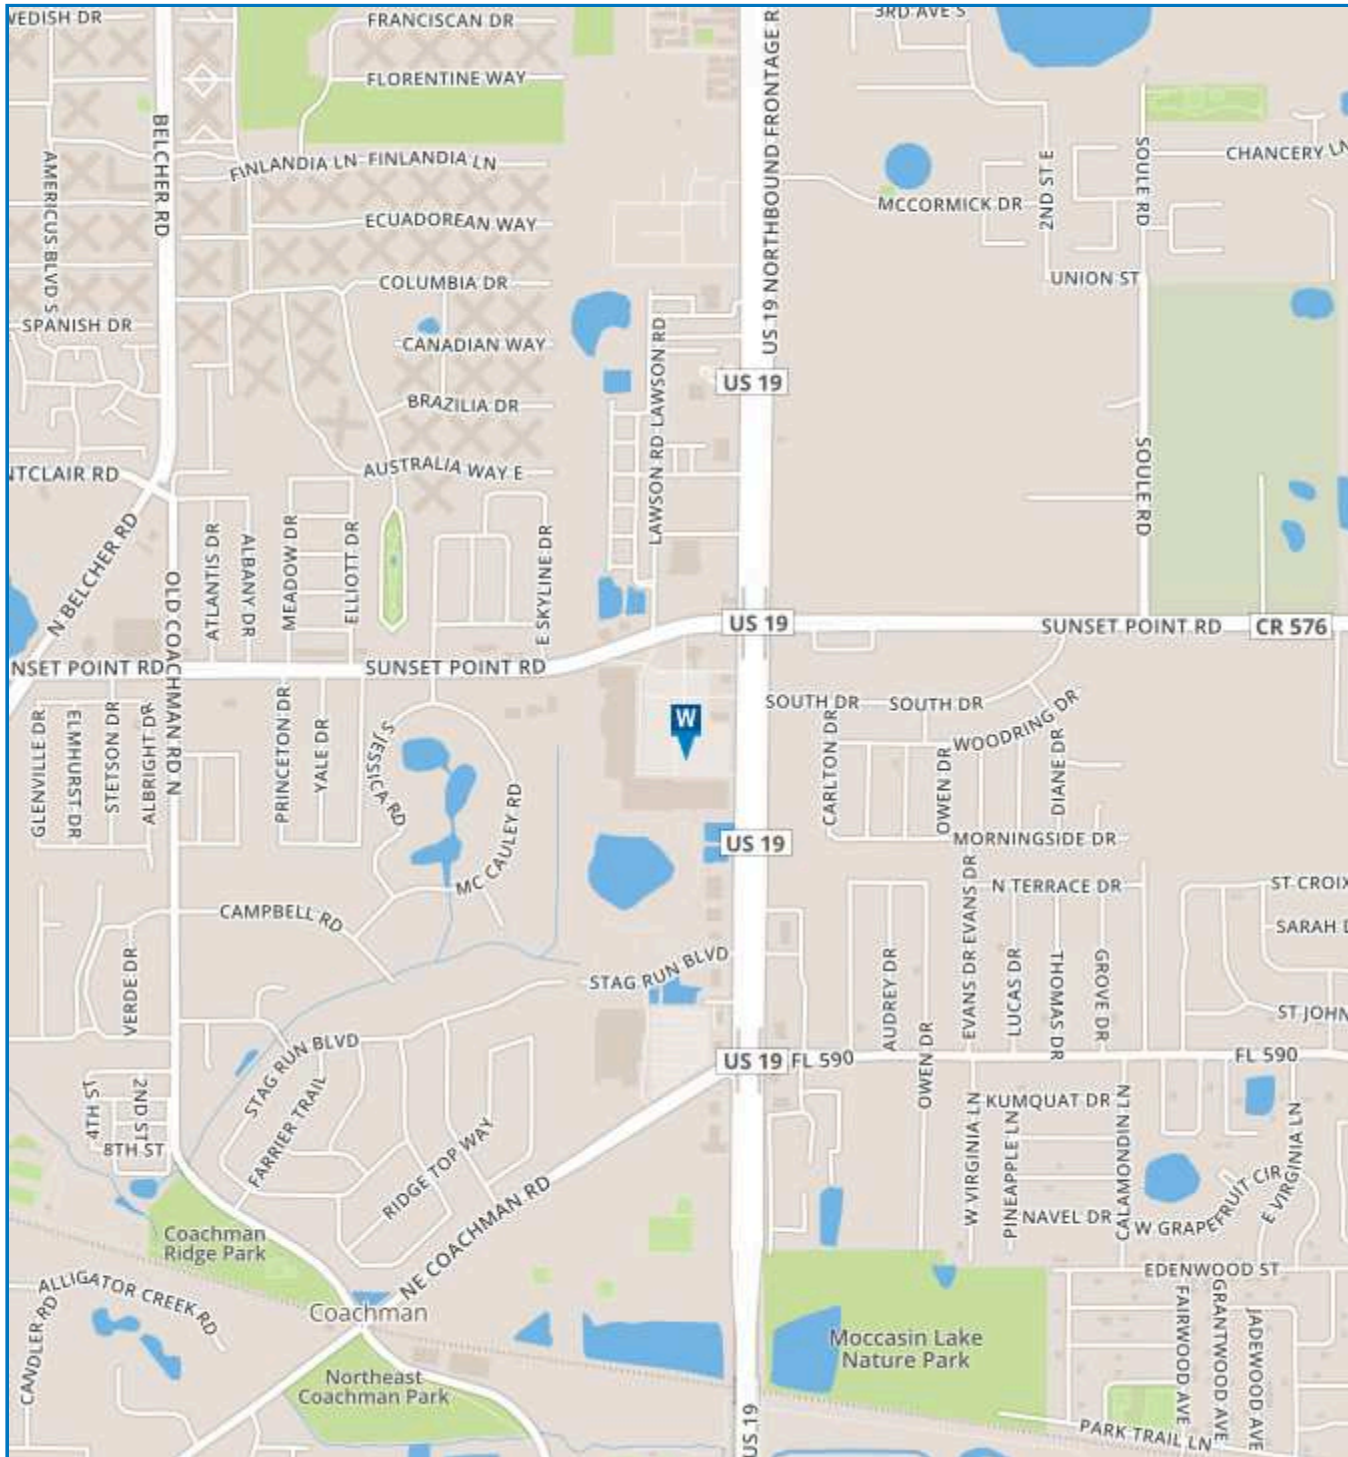 WEDISH DR
FRANCISCAN DR
3RD AVE S
FLORENTINE WAY
BELCHER RD
US 19 NORTHBOUND FRONTAGE R
SOULE RD
CHANCERY LN
AMERICUS BLVD S
FINLANDIA LN
FINLANDIA LN
2ND ST E
MCCORMICK DR
ECUADOREAN WAY
COLUMBIA DR
UNION ST
SPANISH DR
CANADIAN WAY
LAWSON RD
LAWSON RD
US 19
BRAZILIA DR
NTCLAIR RD
AUSTRALIA WAY E
SOULE RD
N BELCHER RD
OLD COACHMAN RD N
ATLANTIS DR
ALBANY DR
MEADOW DR
ELLIOTT DR
E SKYLINE DR
US 19
SUNSET POINT RD
CR 576
NSET POINT RD
SUNSET POINT RD
GLENVILLE DR
ELMHURST DR
STETSON DR
ALBRIGHT DR
PRINCETON DR
YALE DR
S JESSICA RD
MC CAULEY RD
W
SOUTH DR
SOUTH DR
WOODRING DR
CARLTON DR
OWEN DR
DIANE DR
US 19
MORNINGSIDE DR
N TERRACE DR
ST CROIX
CAMPBELL RD
SARAH D
VERDE DR
STAG RUN BLVD
AUDREY DR
EVANS DR
EVANS DR
LUCAS DR
THOMAS DR
GROVE DR
ST JOHN
STAG RUN BLVD
US 19
FL 590
FL 590
OWEN DR
4TH ST
2ND ST
8TH ST
FARRIER TRAIL
RIDGE TOP WAY
KUMQUAT DR
W VIRGINIA LN
PINEAPPLE LN
CALAMONDIN LN
NAVEL DR
W GRAPEFRUIT CIR
E VIRGINIA LN
Coachman
Ridge Park
NE COACHMAN RD
EDENWOOD ST
ALLIGATOR CREEK RD
CANDLER RD
Coachman
Moccasin Lake
Nature Park
FAIRWOOD AVE
GRANTWOOD AVE
JADEWOOD AVE
Northeast
Coachman Park
US 19
PARK TRAIL LN